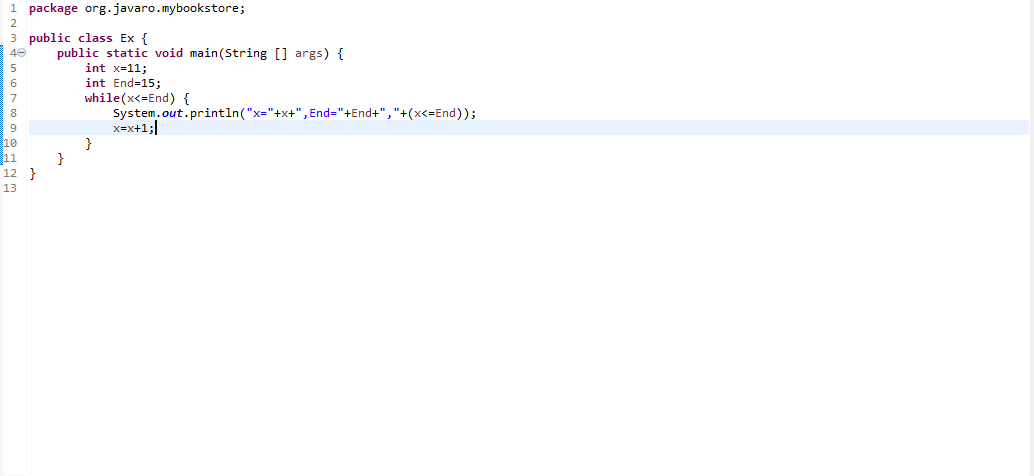 1 package org.javaro.mybookstore;
2
3 public class Ex {
4 public static void main(String [] args) {
5 int x=11;
6 int End=15;
7 while(x<=End) {
8 System.out.println("x="+x+",End="+End+","+(x<=End));
9 x=x+1;
10 }
11 }
12 }
13